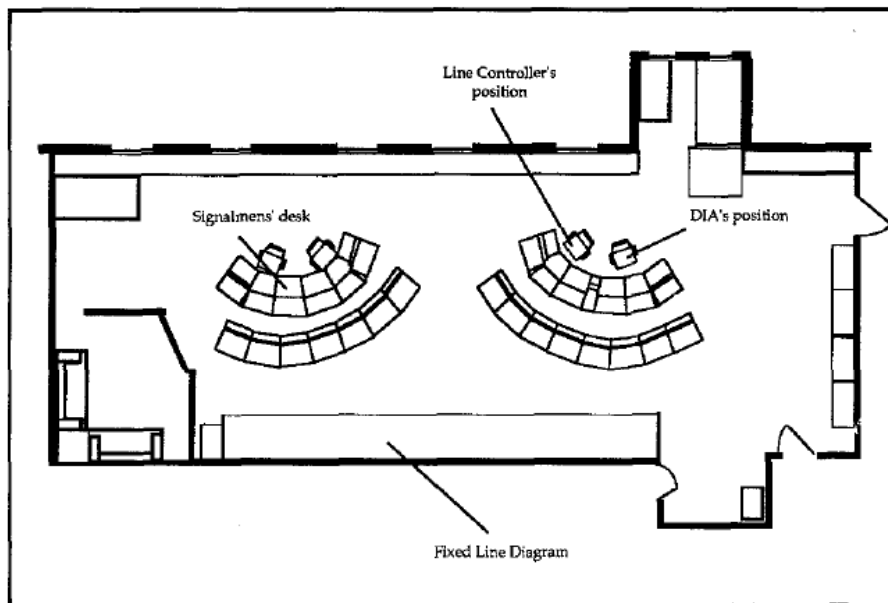 Line Controller's
position
Signalmens' desk
DIA's position
Fixed Line Diagram